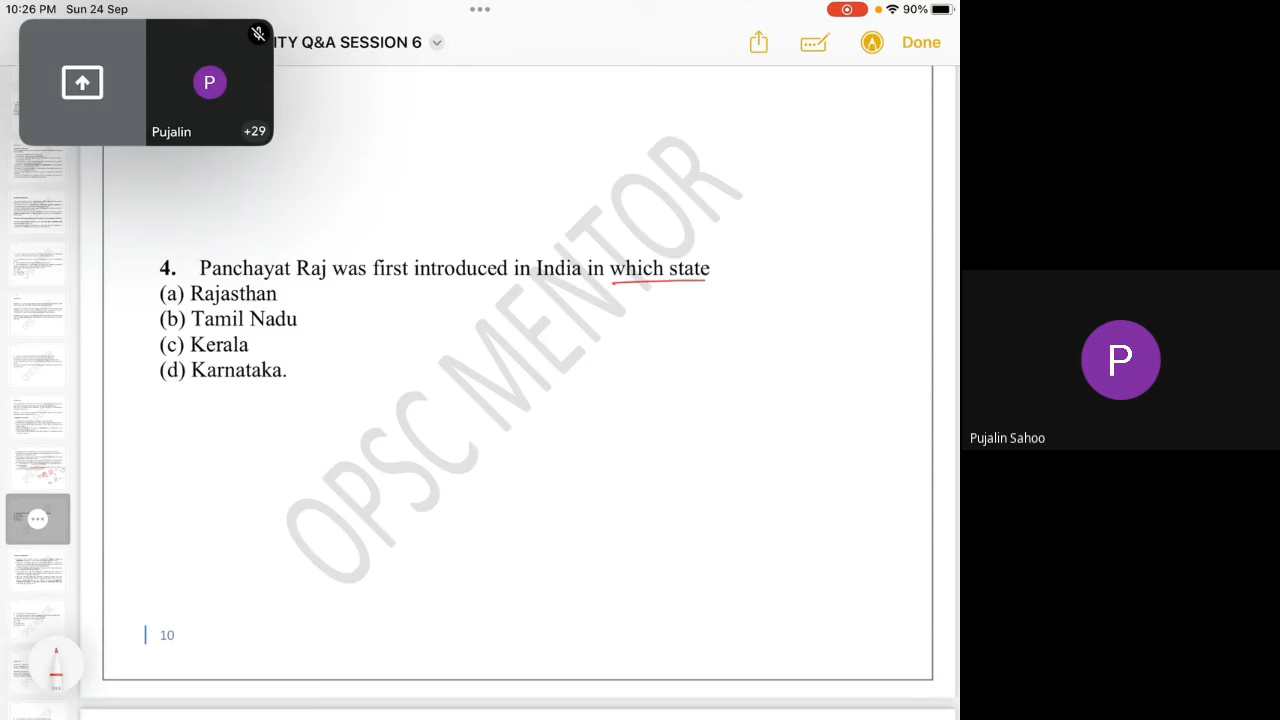 10:26 PM Sun 24 Sep
90%
ITY Q&A SESSION 6
Done
P
Pujalin
+29
4. Panchayat Raj was first introduced in India in which state
(a) Rajasthan
(b) Tamil Nadu
(c) Kerala
(d) Karnataka.
OPSC MENTOR
10
P
Pujalin Sahoo